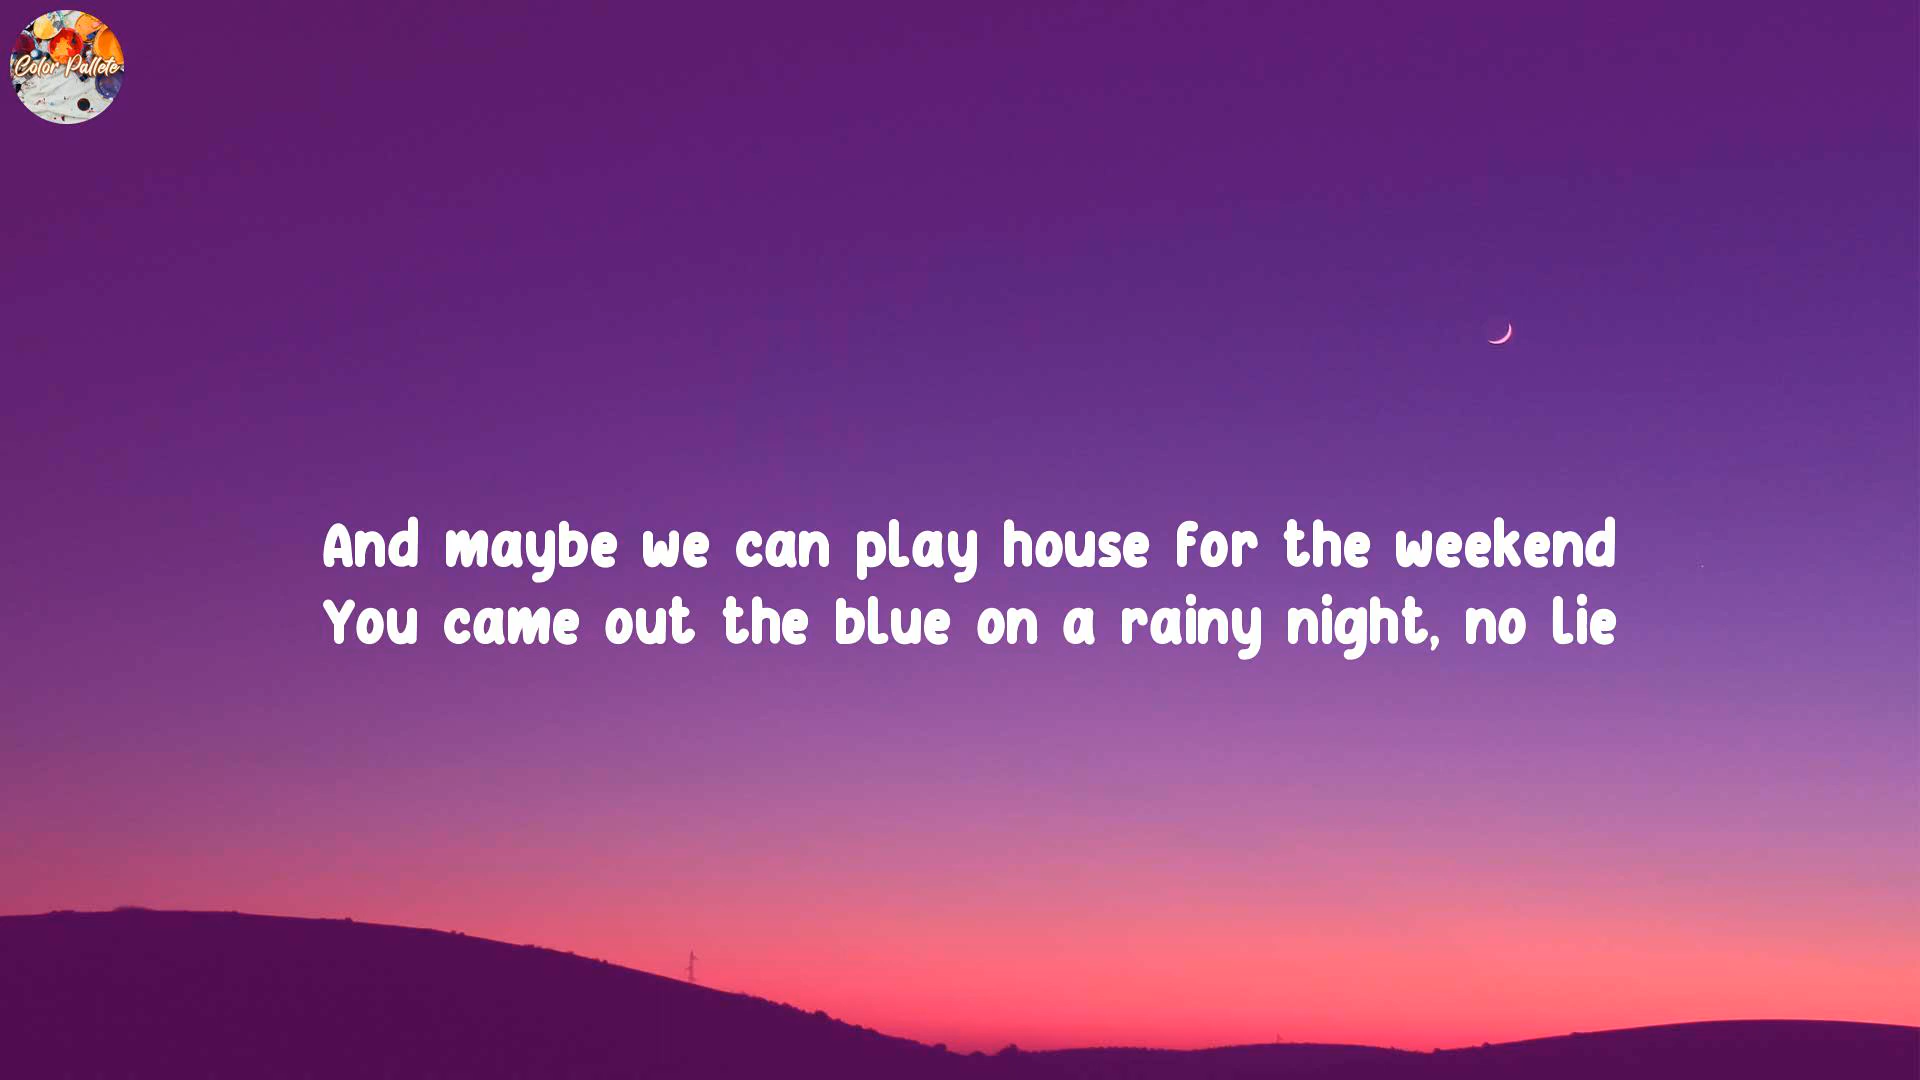 Color Pallete
And maybe we can play house for the weekend
You came out the blue on a rainy night, no lie